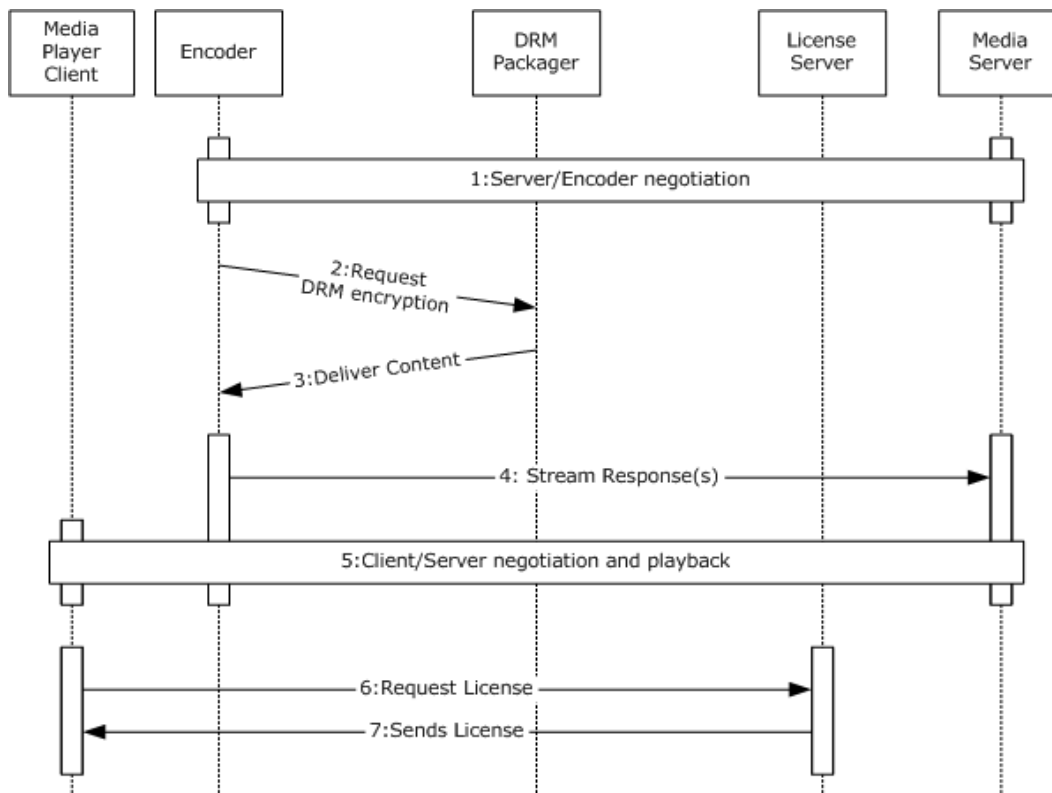 Media
Player
Client
Encoder
DRM
Packager
License
Server
Media
Server
1:Server/Encoder negotiation
2:Request
DRM encryption
3:Deliver Content
4: Stream Response(s)
5:Client/Server negotiation and playback
6:Request License
7:Sends License